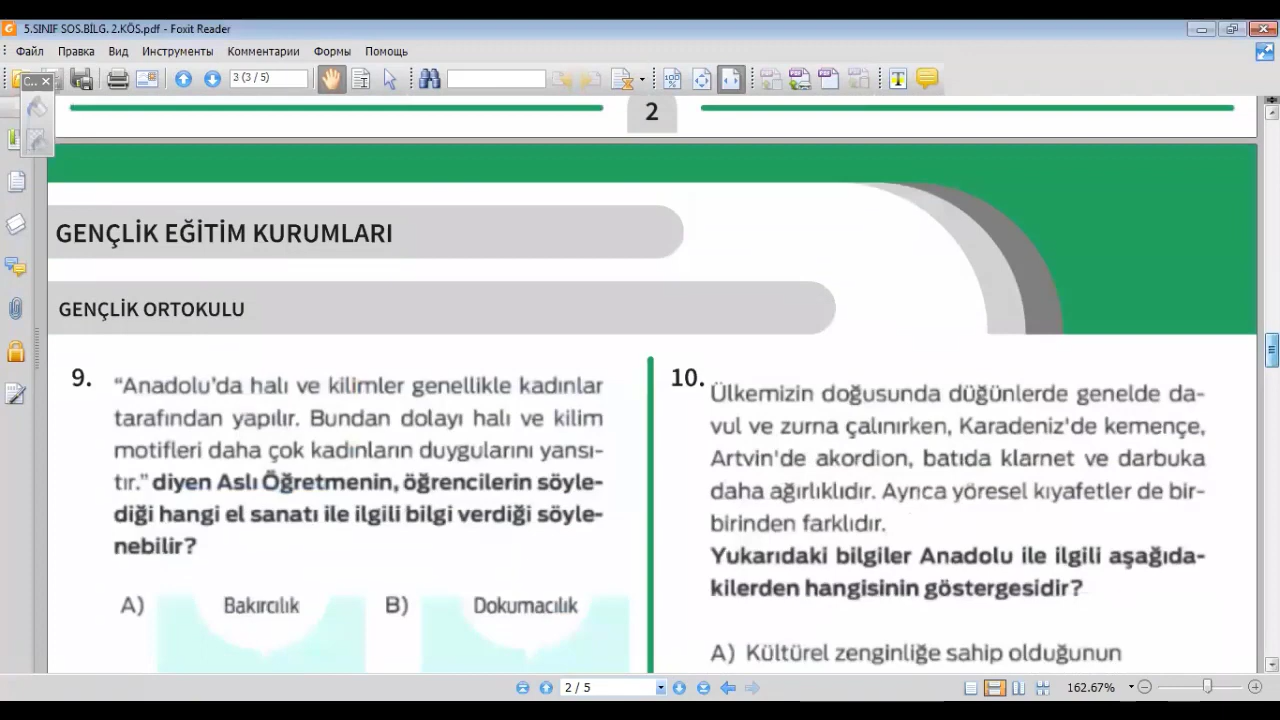 5.SINIF SOS.BİLG. 2.KÖS.pdf - Foxit Reader
Файл Правка Вид Инструменты Комментарии Формы Помощь
С..
3 (3 / 5)
2
GENÇLİK EĞİTİM KURUMLARI
GENÇLİK ORTOKULU
9.
“Anadolu’da halı ve kilimler genellikle kadınlar
tarafından yapılır. Bundan dolayı halı ve kilim
motifleri daha çok kadınların duygularını yansı-
tır.” diyen Aslı Öğretmenin, öğrencilerin söyle-
diği hangi el sanatı ile ilgili bilgi verdiği söyle-
nebilir?
A) Bakırcılık B) Dokumacılık
10.
Ülkemizin doğusunda düğünlerde genelde da-
vul ve zurna çalınırken, Karadeniz'de kemençe,
Artvin'de akordion, batıda klarnet ve darbuka
daha ağırlıklıdır. Ayrıca yöresel kıyafetler de bir-
birinden farklıdır.
Yukarıdaki bilgiler Anadolu ile ilgili aşağıda-
kilerden hangisinin göstergesidir?
A) Kültürel zenginliğe sahip olduğunun
2 / 5
162.67%